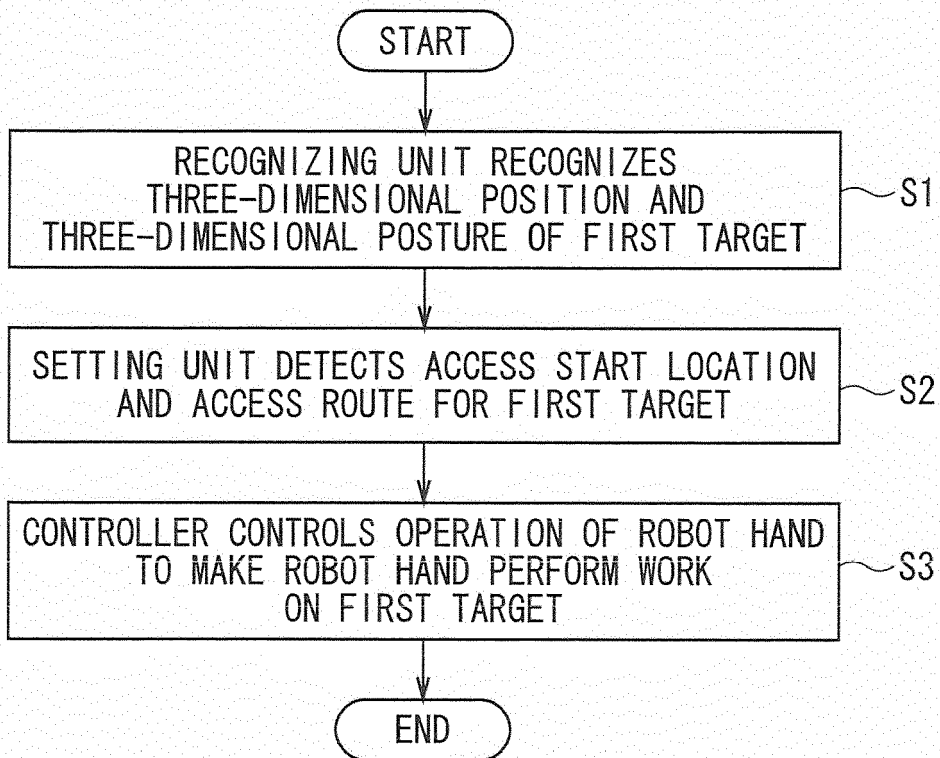 START
RECOGNIZING UNIT RECOGNIZES
THREE-DIMENSIONAL POSITION AND
THREE-DIMENSIONAL POSTURE OF FIRST TARGET
S1
SETTING UNIT DETECTS ACCESS START LOCATION
AND ACCESS ROUTE FOR FIRST TARGET
S2
CONTROLLER CONTROLS OPERATION OF ROBOT HAND
TO MAKE ROBOT HAND PERFORM WORK
ON FIRST TARGET
S3
END